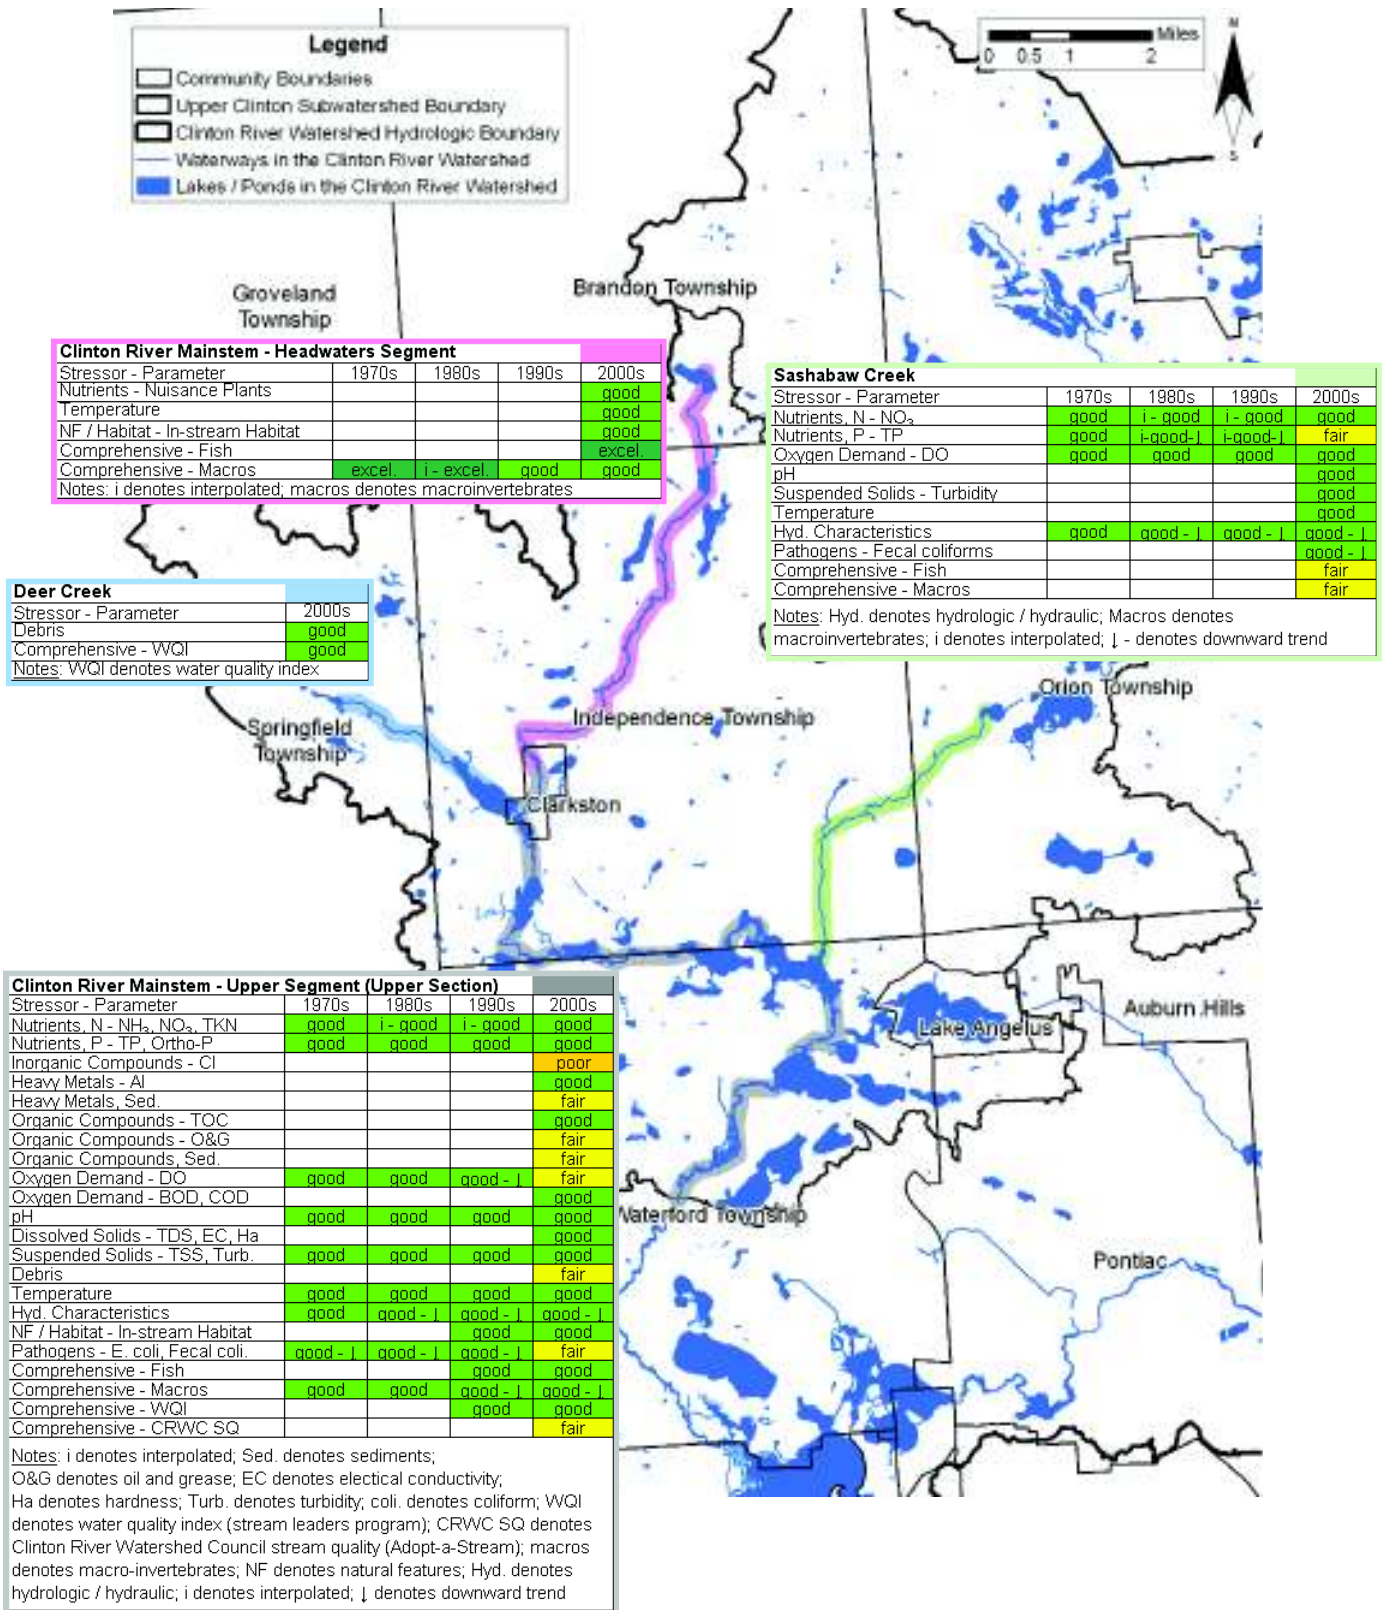 Legend
Community Boundaries
Upper Clinton Subwatershed Boundary
Clinton River Watershed Hydrologic Boundary
Waterways in the Clinton River Watershed
Lakes / Ponds in the Clinton River Watershed
Miles
0 0.5 1 2
N
S
Groveland
Township
Brandon Township
Clinton River Mainstem - Headwaters Segment
Stressor - Parameter 1970s 1980s 1990s 2000s
Nutrients - Nuisance Plants good
Temperature good
NF / Habitat - In-stream Habitat good
Comprehensive - Fish excel.
Comprehensive - Macros excel. i - excel. good good
Notes: i denotes interpolated; macros denotes macroinvertebrates
Sashabaw Creek
Stressor - Parameter 1970s 1980s 1990s 2000s
Nutrients, N - NO₃ good i - good i - good good
Nutrients, P - TP good i-good-↓ i-good-↓ fair
Oxygen Demand - DO good good good good
pH good
Suspended Solids - Turbidity good
Temperature good
Hyd. Characteristics good good - ↓ good - ↓ good - ↓
Pathogens - Fecal coliforms good - ↓
Comprehensive - Fish fair
Comprehensive - Macros fair
Notes: Hyd. denotes hydrologic / hydraulic; Macros denotes
macroinvertebrates; i denotes interpolated; ↓ - denotes downward trend
Deer Creek
Stressor - Parameter 2000s
Debris good
Comprehensive - WQI good
Notes: WQI denotes water quality index
Orion Township
Springfield
Township
Independence Township
Clarkston
Auburn Hills
Lake Angelus
Waterford Township
Pontiac
Clinton River Mainstem - Upper Segment (Upper Section)
Stressor - Parameter 1970s 1980s 1990s 2000s
Nutrients, N - NH₃, NO₃, TKN good i - good i - good good
Nutrients, P - TP, Ortho-P good good good good
Inorganic Compounds - Cl poor
Heavy Metals - Al good
Heavy Metals, Sed. fair
Organic Compounds - TOC good
Organic Compounds - O&G fair
Organic Compounds, Sed. fair
Oxygen Demand - DO good good good - ↓ fair
Oxygen Demand - BOD, COD good
pH good good good good
Dissolved Solids - TDS, EC, Ha good
Suspended Solids - TSS, Turb. good good good good
Debris fair
Temperature good good good good
Hyd. Characteristics good good - ↓ good - ↓ good - ↓
NF / Habitat - In-stream Habitat good good
Pathogens - E. coli, Fecal coli. good - ↓ good - ↓ good - ↓ fair
Comprehensive - Fish good good
Comprehensive - Macros good good good - ↓ good - ↓
Comprehensive - WQI good good
Comprehensive - CRWC SQ fair
Notes: i denotes interpolated; Sed. denotes sediments;
O&G denotes oil and grease; EC denotes electical conductivity;
Ha denotes hardness; Turb. denotes turbidity; coli. denotes coliform; WQI
denotes water quality index (stream leaders program); CRWC SQ denotes
Clinton River Watershed Council stream quality (Adopt-a-Stream); macros
denotes macro-invertebrates; NF denotes natural features; Hyd. denotes
hydrologic / hydraulic; i denotes interpolated; ↓ denotes downward trend